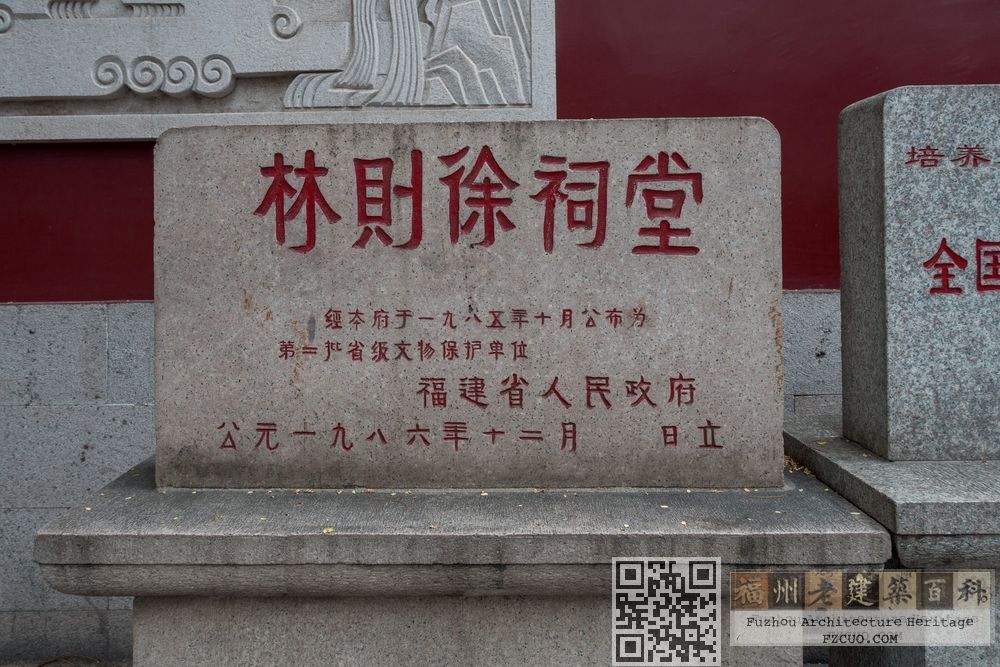 林則徐祠堂
經本府于一九八五年十月公布为
第二批省级文物保护单位
福建省人民政府
公元一九八六年十二月 日立
培养
全国
福州老建築百科
Fuzhou Architecture Heritage
FZCUO.COM